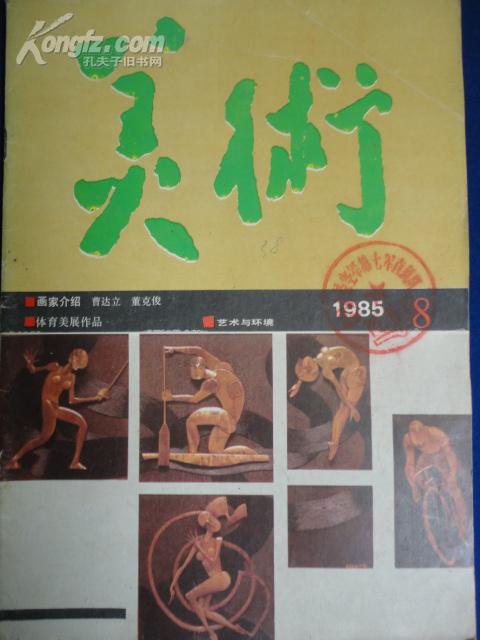 Kongfz.com
孔夫子旧书网
美術
38
■画家介绍 曹达立 董克俊
■体育美展作品 ■艺术与环境
1985 8